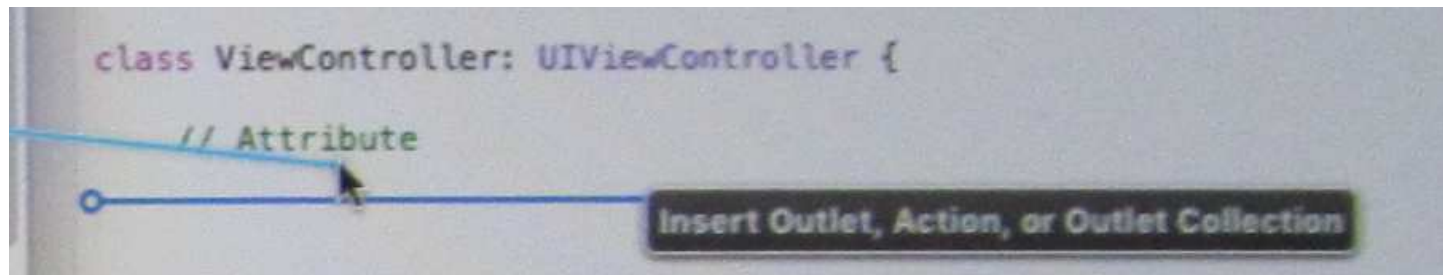 class ViewController: UIViewController {
// Attribute
Insert Outlet, Action, or Outlet Collection